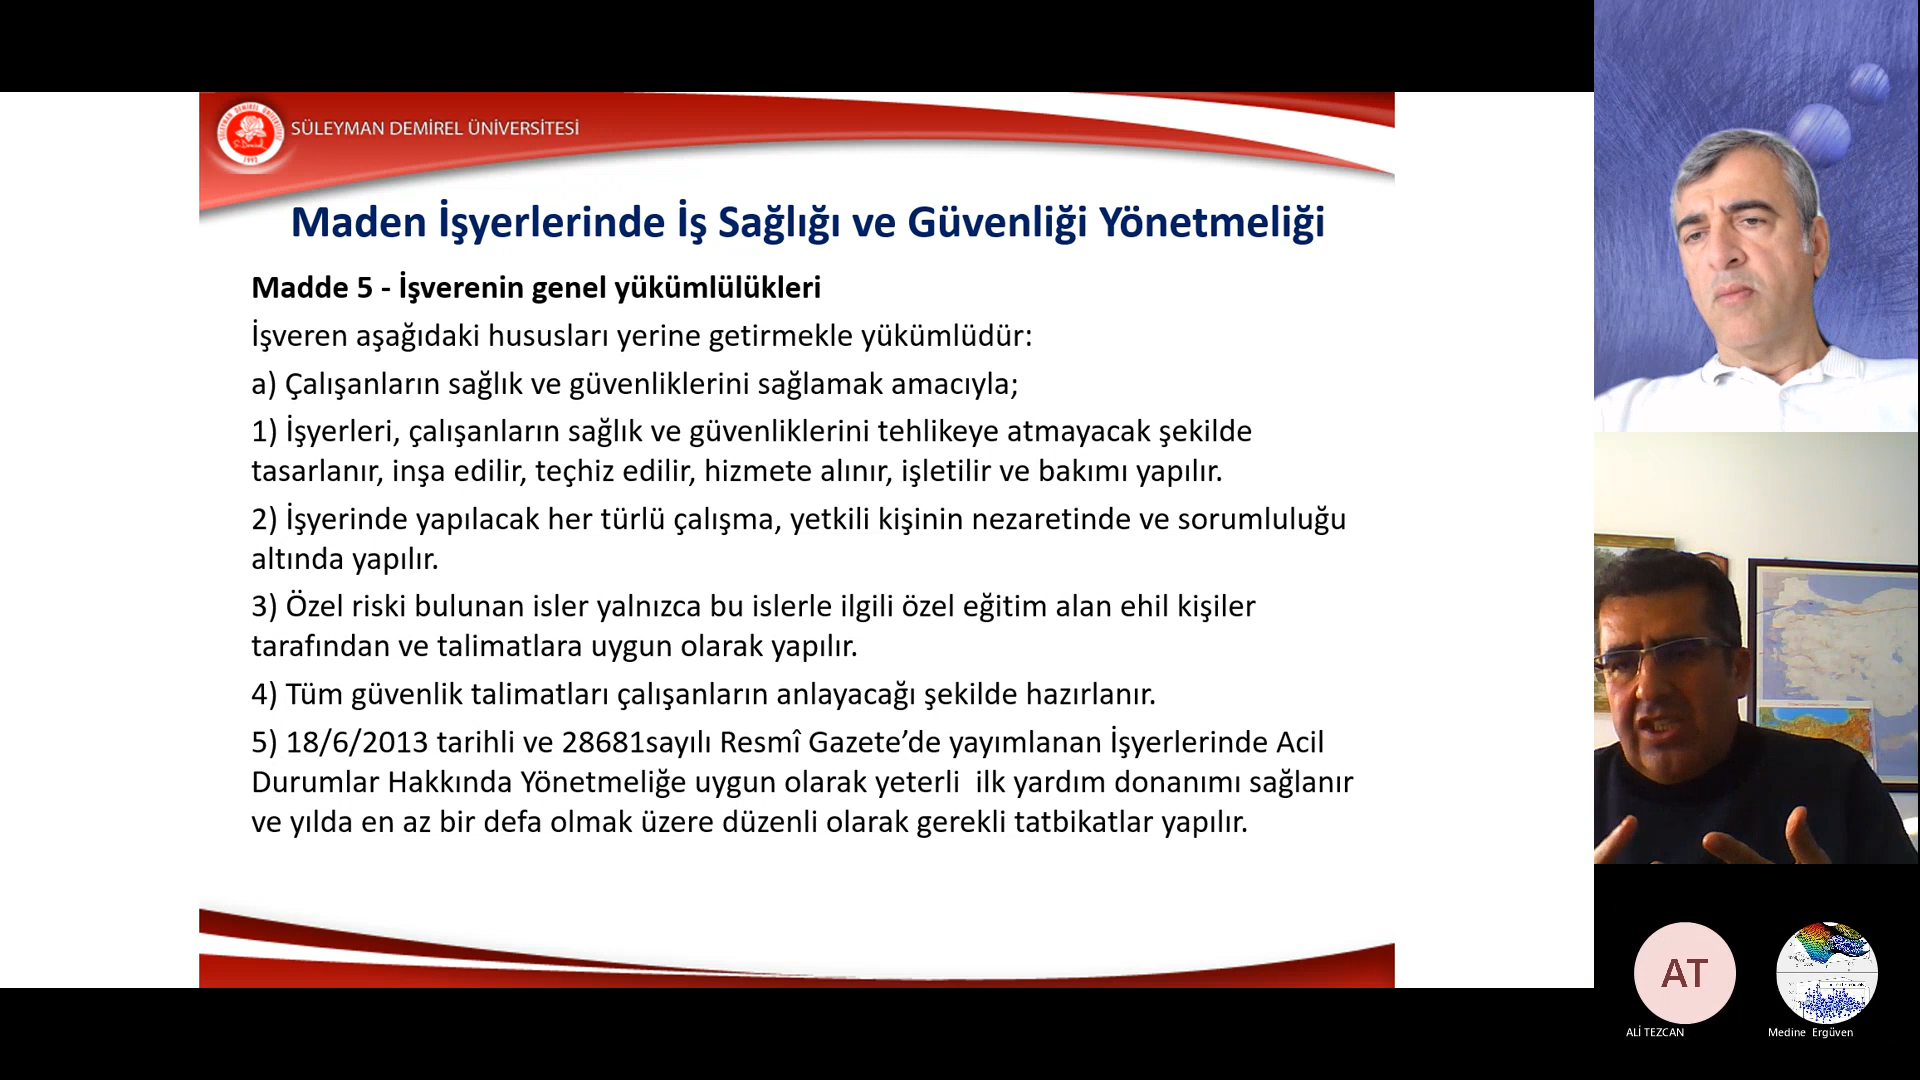 SÜLEYMAN DEMİREL ÜNİVERSİTESİ
1992
Maden İşyerlerinde İş Sağlığı ve Güvenliği Yönetmeliği
Madde 5 - İşverenin genel yükümlülükleri
İşveren aşağıdaki hususları yerine getirmekle yükümlüdür:
a) Çalışanların sağlık ve güvenliklerini sağlamak amacıyla;
1) İşyerleri, çalışanların sağlık ve güvenliklerini tehlikeye atmayacak şekilde
tasarlanır, inşa edilir, teçhiz edilir, hizmete alınır, işletilir ve bakımı yapılır.
2) İşyerinde yapılacak her türlü çalışma, yetkili kişinin nezaretinde ve sorumluluğu
altında yapılır.
3) Özel riski bulunan isler yalnızca bu islerle ilgili özel eğitim alan ehil kişiler
tarafından ve talimatlara uygun olarak yapılır.
4) Tüm güvenlik talimatları çalışanların anlayacağı şekilde hazırlanır.
5) 18/6/2013 tarihli ve 28681sayılı Resmî Gazete’de yayımlanan İşyerlerinde Acil
Durumlar Hakkında Yönetmeliğe uygun olarak yeterli  ilk yardım donanımı sağlanır
ve yılda en az bir defa olmak üzere düzenli olarak gerekli tatbikatlar yapılır.
AT
ALİ TEZCAN
Medine Ergüven